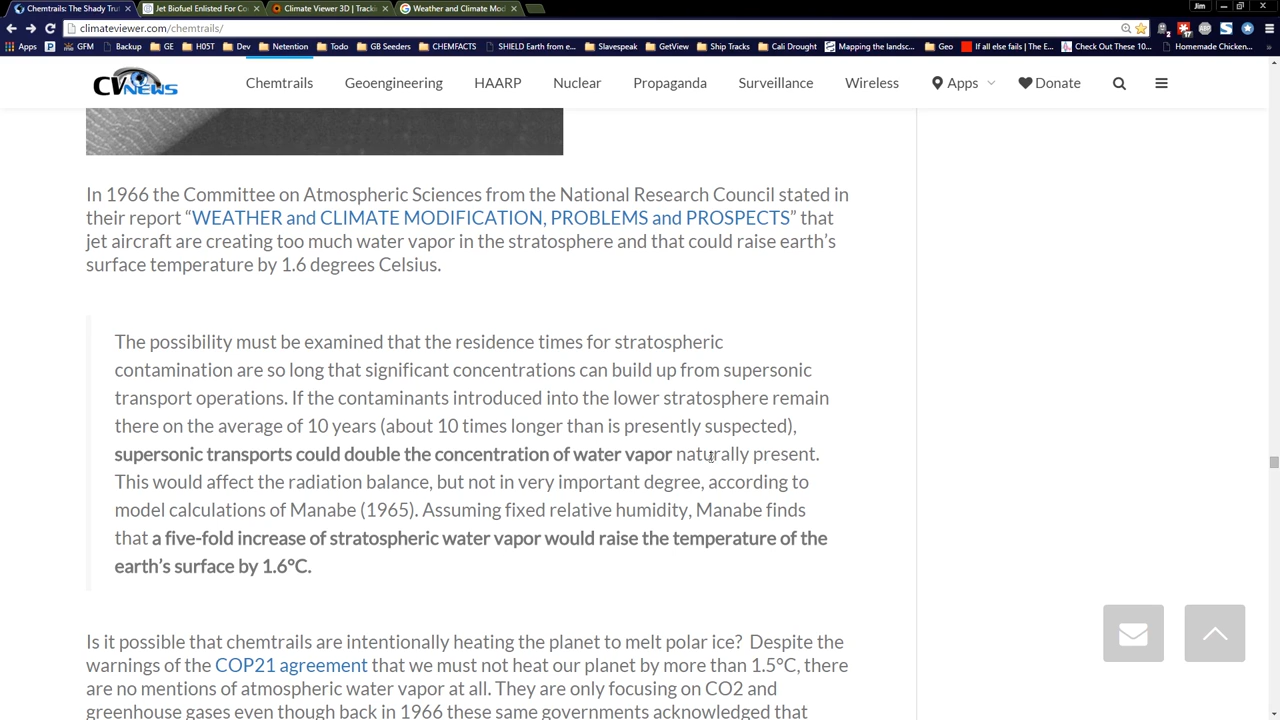 Chemtrails: The Shady Tru
Jet Biofuel Enlisted For Co
Climate Viewer 3D | Tracki
Weather and Climate Mod
Jim
climateviewer.com/chemtrails/
Apps
GFM
Backup
GE
H05T
Dev
Netention
Todo
GB Seeders
CHEMFACTS
SHIELD Earth from e...
Slavespeak
GetView
Ship Tracks
Cali Drought
Mapping the landsc...
Geo
If all else fails | The E...
Check Out These 10...
Homemade Chicken...
CV NEWS
Chemtrails
Geoengineering
HAARP
Nuclear
Propaganda
Surveillance
Wireless
Apps
Donate
In 1966 the Committee on Atmospheric Sciences from the National Research Council stated in
their report “WEATHER and CLIMATE MODIFICATION, PROBLEMS and PROSPECTS” that
jet aircraft are creating too much water vapor in the stratosphere and that could raise earth’s
surface temperature by 1.6 degrees Celsius.
The possibility must be examined that the residence times for stratospheric
contamination are so long that significant concentrations can build up from supersonic
transport operations. If the contaminants introduced into the lower stratosphere remain
there on the average of 10 years (about 10 times longer than is presently suspected),
supersonic transports could double the concentration of water vapor naturally present.
This would affect the radiation balance, but not in very important degree, according to
model calculations of Manabe (1965). Assuming fixed relative humidity, Manabe finds
that a five-fold increase of stratospheric water vapor would raise the temperature of the
earth’s surface by 1.6°C.
Is it possible that chemtrails are intentionally heating the planet to melt polar ice? Despite the
warnings of the COP21 agreement that we must not heat our planet by more than 1.5°C, there
are no mentions of atmospheric water vapor at all. They are only focusing on CO2 and
greenhouse gases even though back in 1966 these same governments acknowledged that